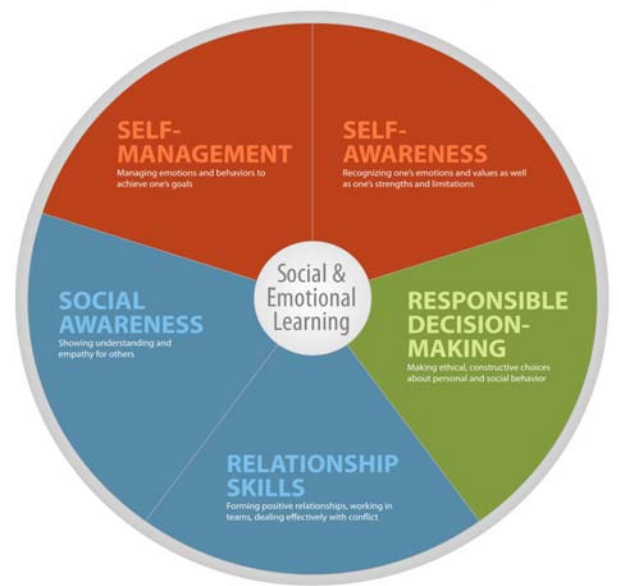 SELF-
MANAGEMENT
Managing emotions and behaviors to
achieve one's goals
SELF-
AWARENESS
Recognizing one's emotions and values as well
as one's strengths and limitations
SOCIAL
AWARENESS
Showing understanding and
empathy for others
Social &
Emotional
Learning
RESPONSIBLE
DECISION-
MAKING
Making ethical, constructive choices
about personal and social behavior
RELATIONSHIP
SKILLS
Forming positive relationships, working in
teams, dealing effectively with conflict